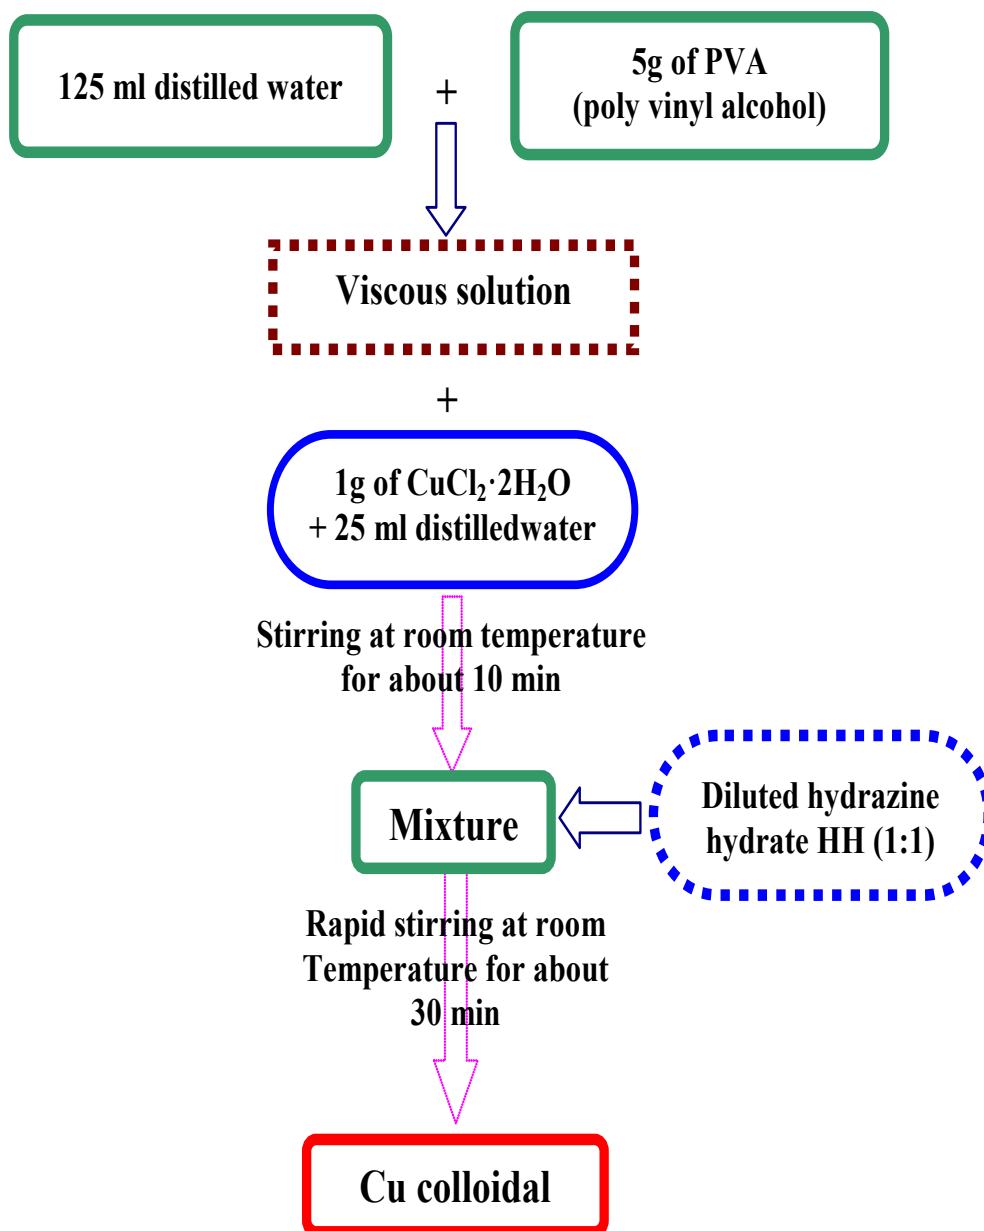 125 ml distilled water
+
5g of PVA
(poly vinyl alcohol)
Viscous solution
+
1g of CuCl₂·2H₂O
+ 25 ml distilledwater
Stirring at room temperature
for about 10 min
Mixture
Diluted hydrazine
hydrate HH (1:1)
Rapid stirring at room
Temperature for about
30 min
Cu colloidal